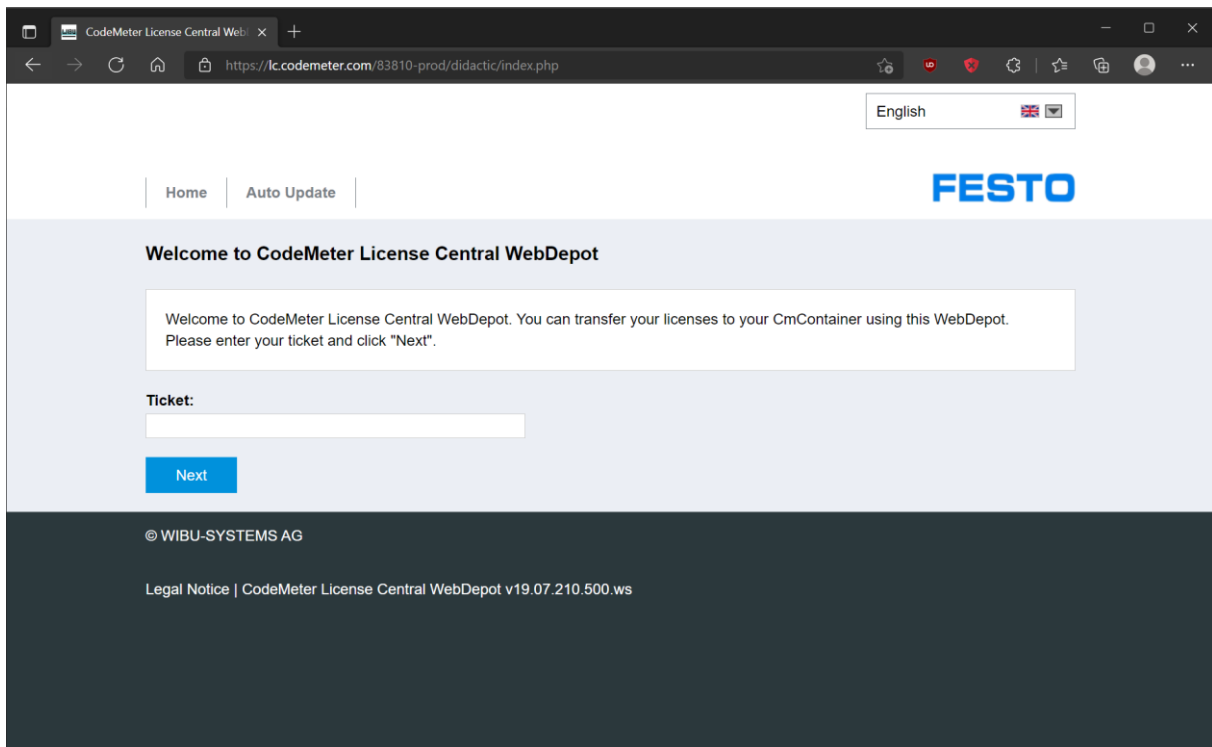 CodeMeter License Central Web
https://lc.codemeter.com/83810-prod/didactic/index.php
English
Home
Auto Update
FESTO
Welcome to CodeMeter License Central WebDepot
Welcome to CodeMeter License Central WebDepot. You can transfer your licenses to your CmContainer using this WebDepot.
Please enter your ticket and click "Next".
Ticket:
Next
© WIBU-SYSTEMS AG
Legal Notice | CodeMeter License Central WebDepot v19.07.210.500.ws